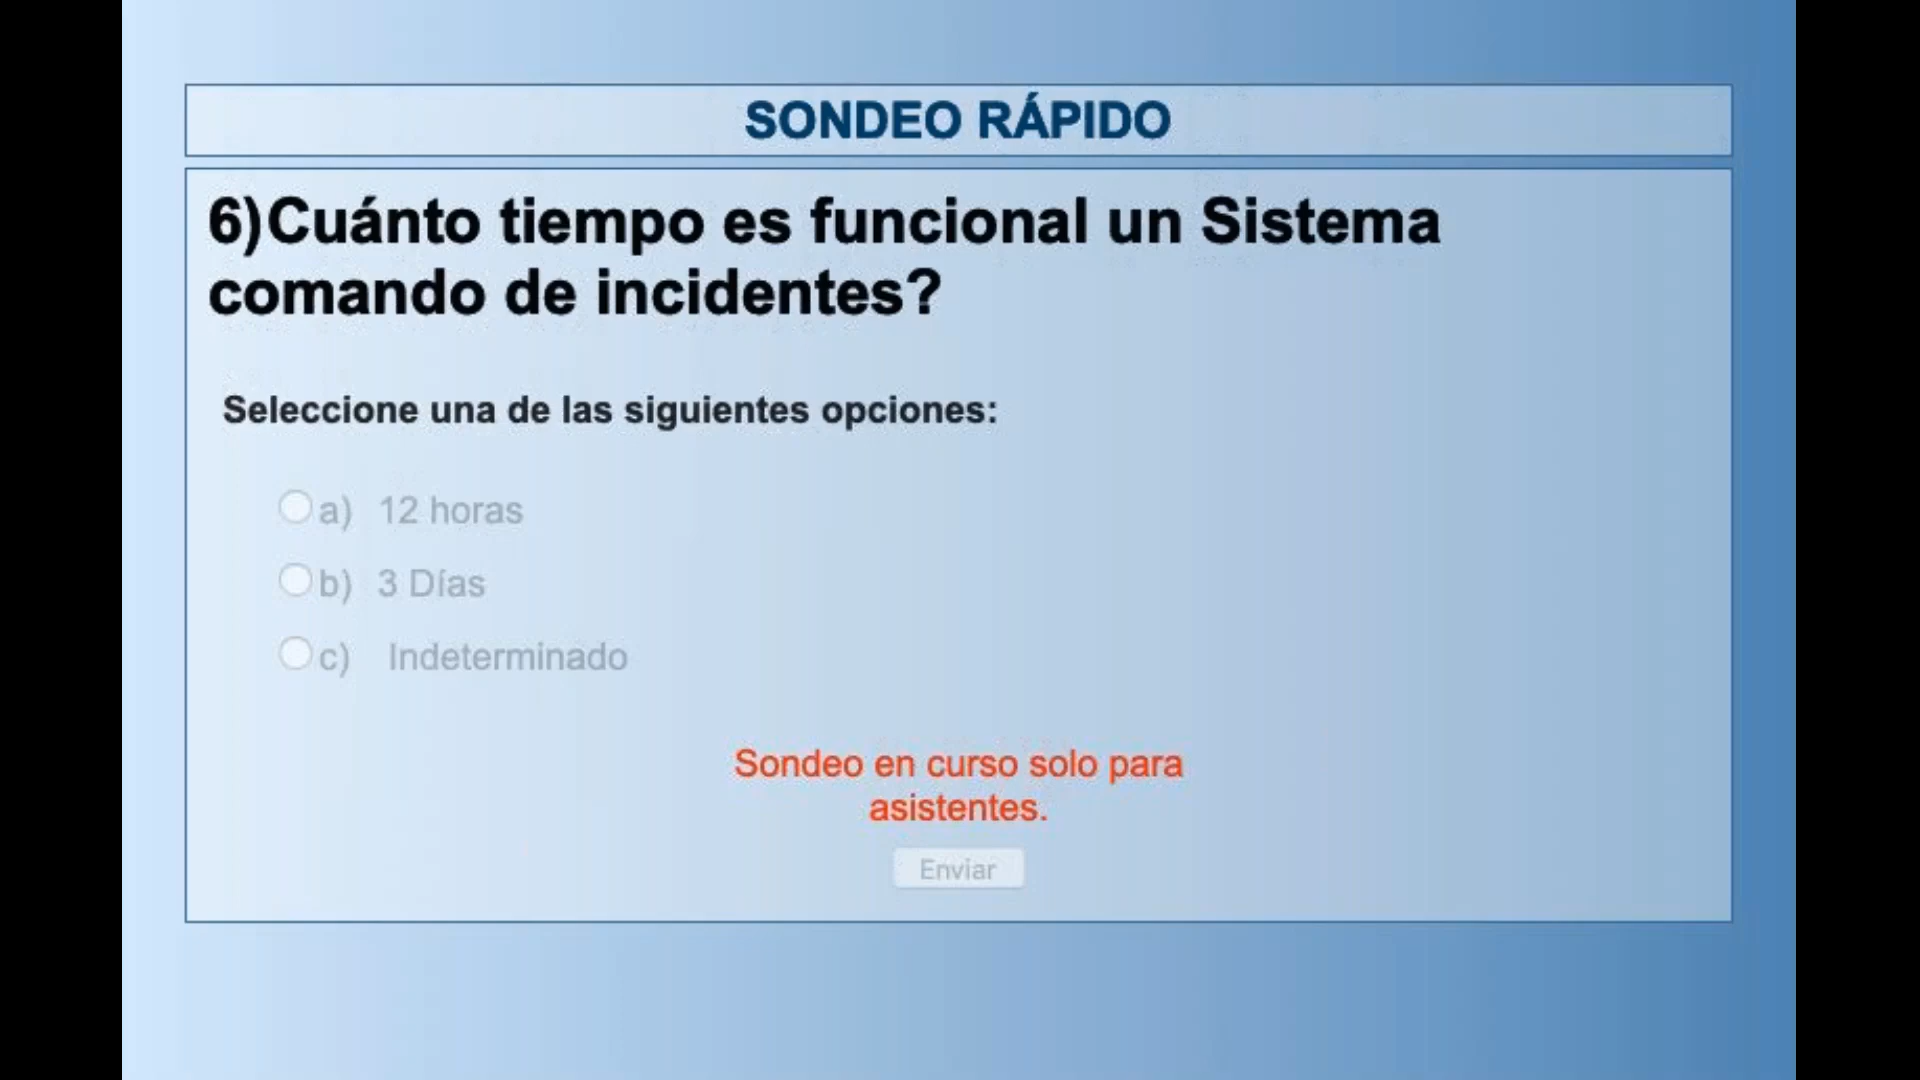 SONDEO RÁPIDO
6)Cuánto tiempo es funcional un Sistema
comando de incidentes?
Seleccione una de las siguientes opciones:
a) 12 horas
b) 3 Días
c) Indeterminado
Sondeo en curso solo para
asistentes.
Enviar